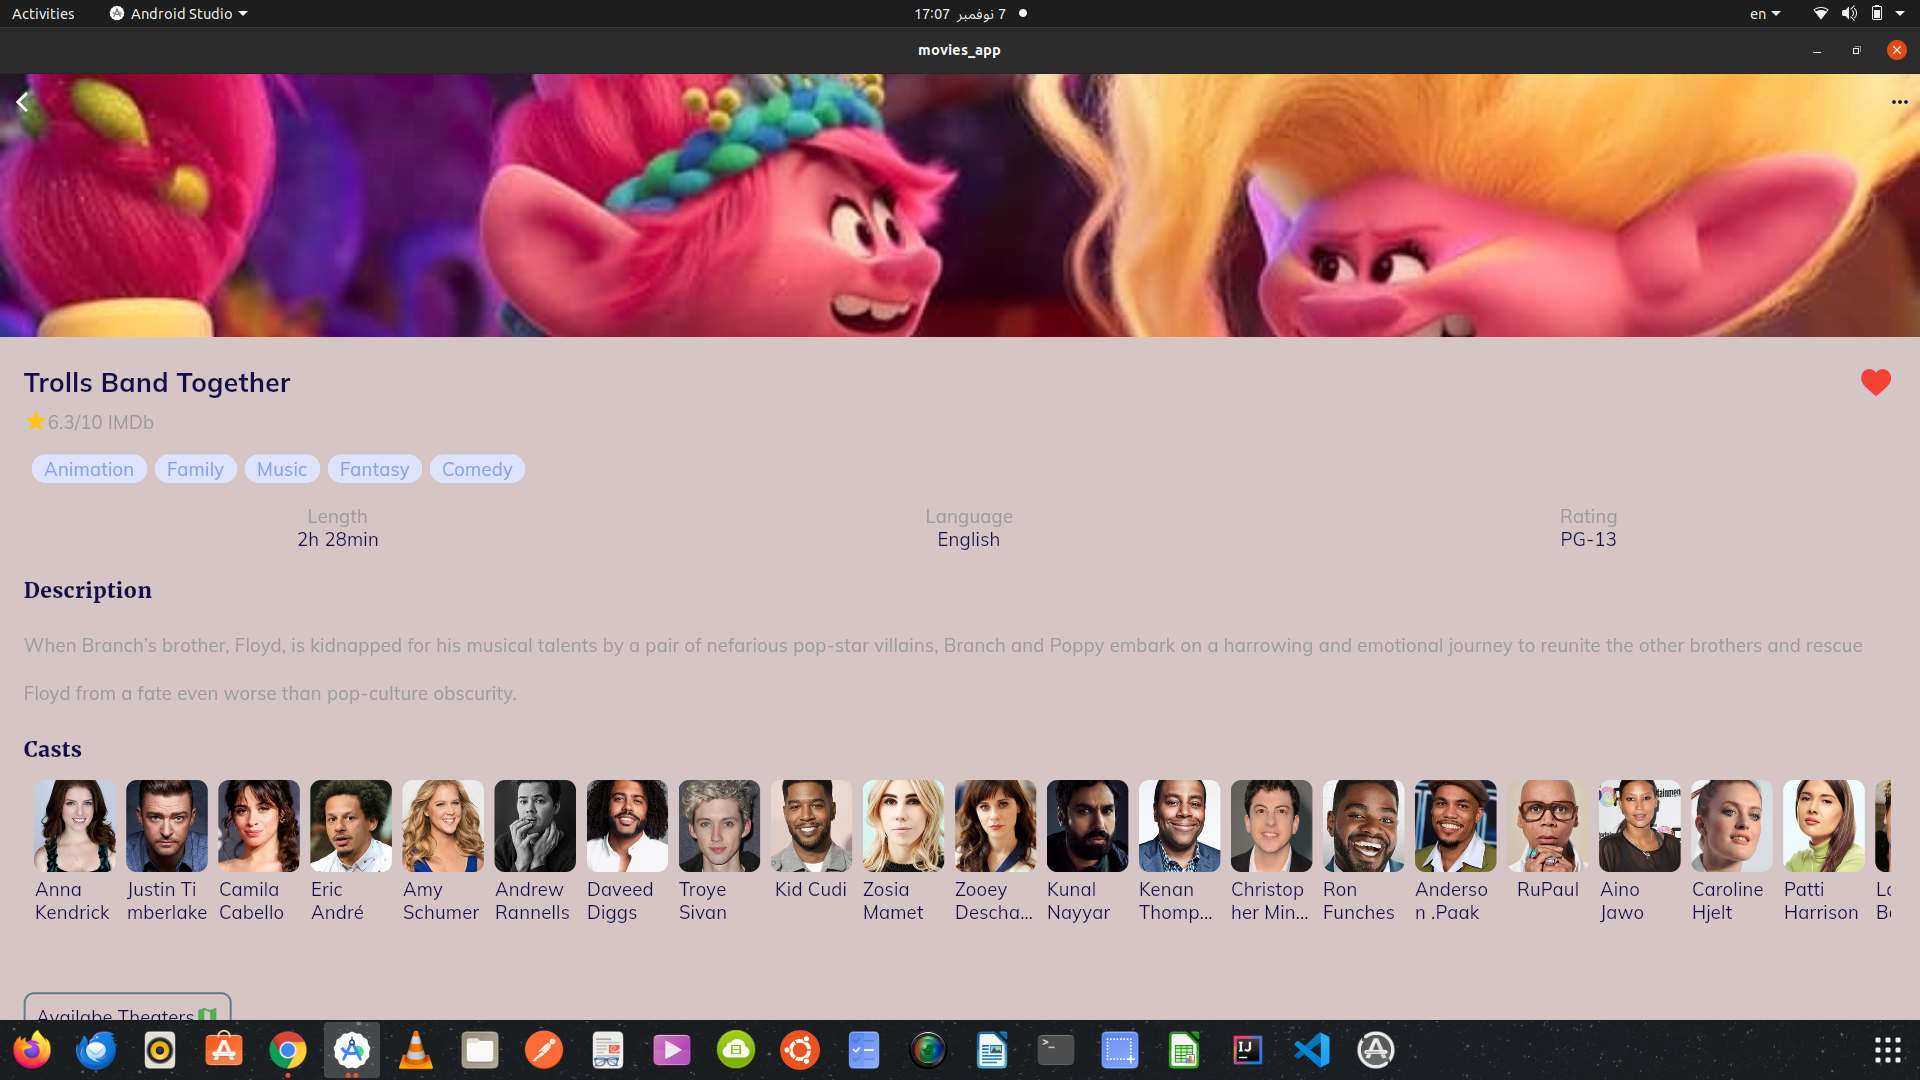 Activities
Android Studio
7 نوفمبر 17:07
en
movies_app
Trolls Band Together
6.3/10 IMDb
Animation Family Music Fantasy Comedy
Length Language Rating
2h 28min English PG-13
Description
When Branch's brother, Floyd, is kidnapped for his musical talents by a pair of nefarious pop-star villains, Branch and Poppy embark on a harrowing and emotional journey to reunite the other brothers and rescue
Floyd from a fate even worse than pop-culture obscurity.
Casts
Anna
Kendrick
Justin Ti
mberlake
Camila
Cabello
Eric
André
Amy
Schumer
Andrew
Rannells
Daveed
Diggs
Troye
Sivan
Kid Cudi
Zosia
Mamet
Zooey
Descha...
Kunal
Nayyar
Kenan
Thomp...
Christop
her Min...
Ron
Funches
Anderso
n .Paak
RuPaul
Aino
Jawo
Caroline
Hjelt
Patti
Harrison
Availabe Theaters